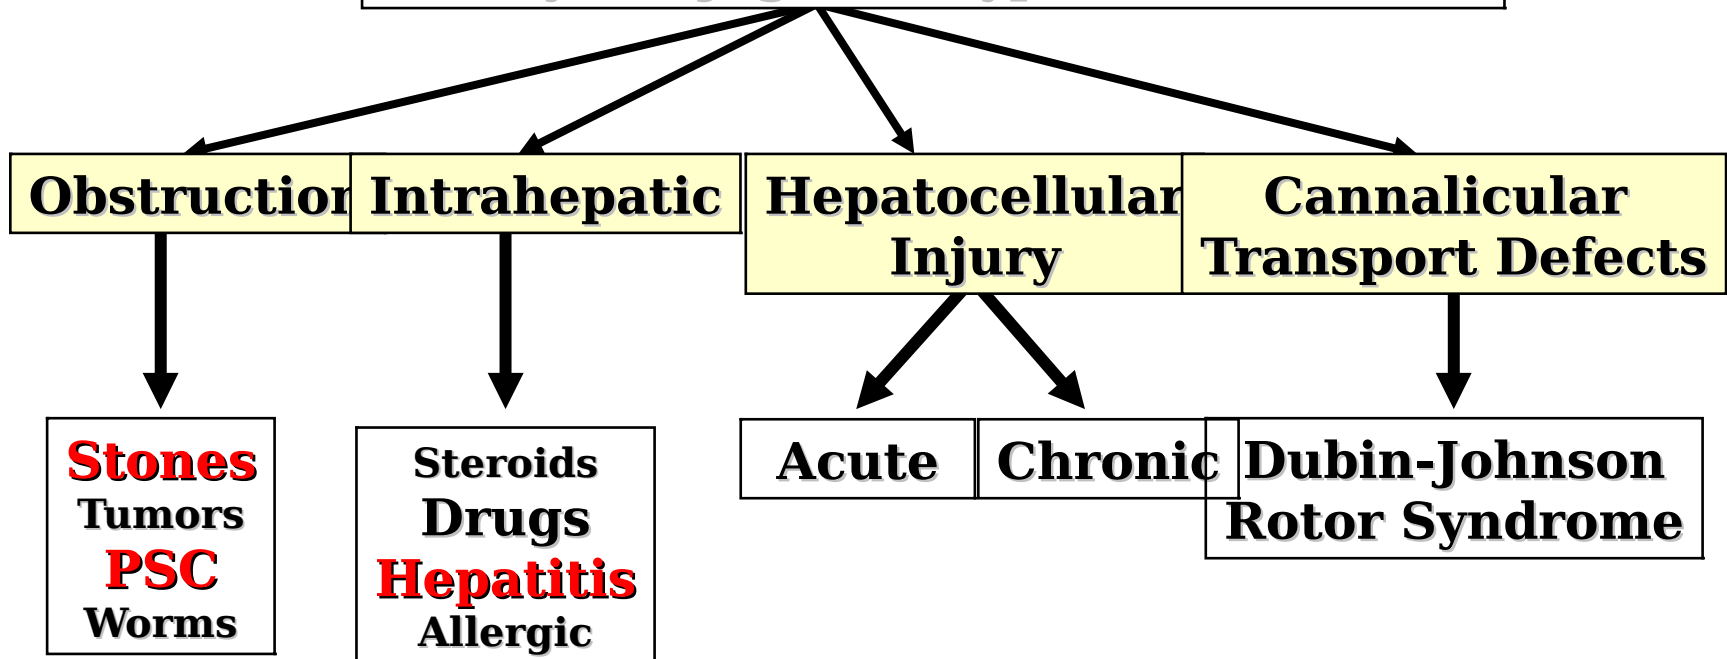 Obstruction
Intrahepatic
Hepatocellular
Injury
Cannalicular
Transport Defects
Stones
Tumors
PSC
Worms
Steroids
Drugs
Hepatitis
Allergic
Acute
Chronic
Dubin-Johnson
Rotor Syndrome